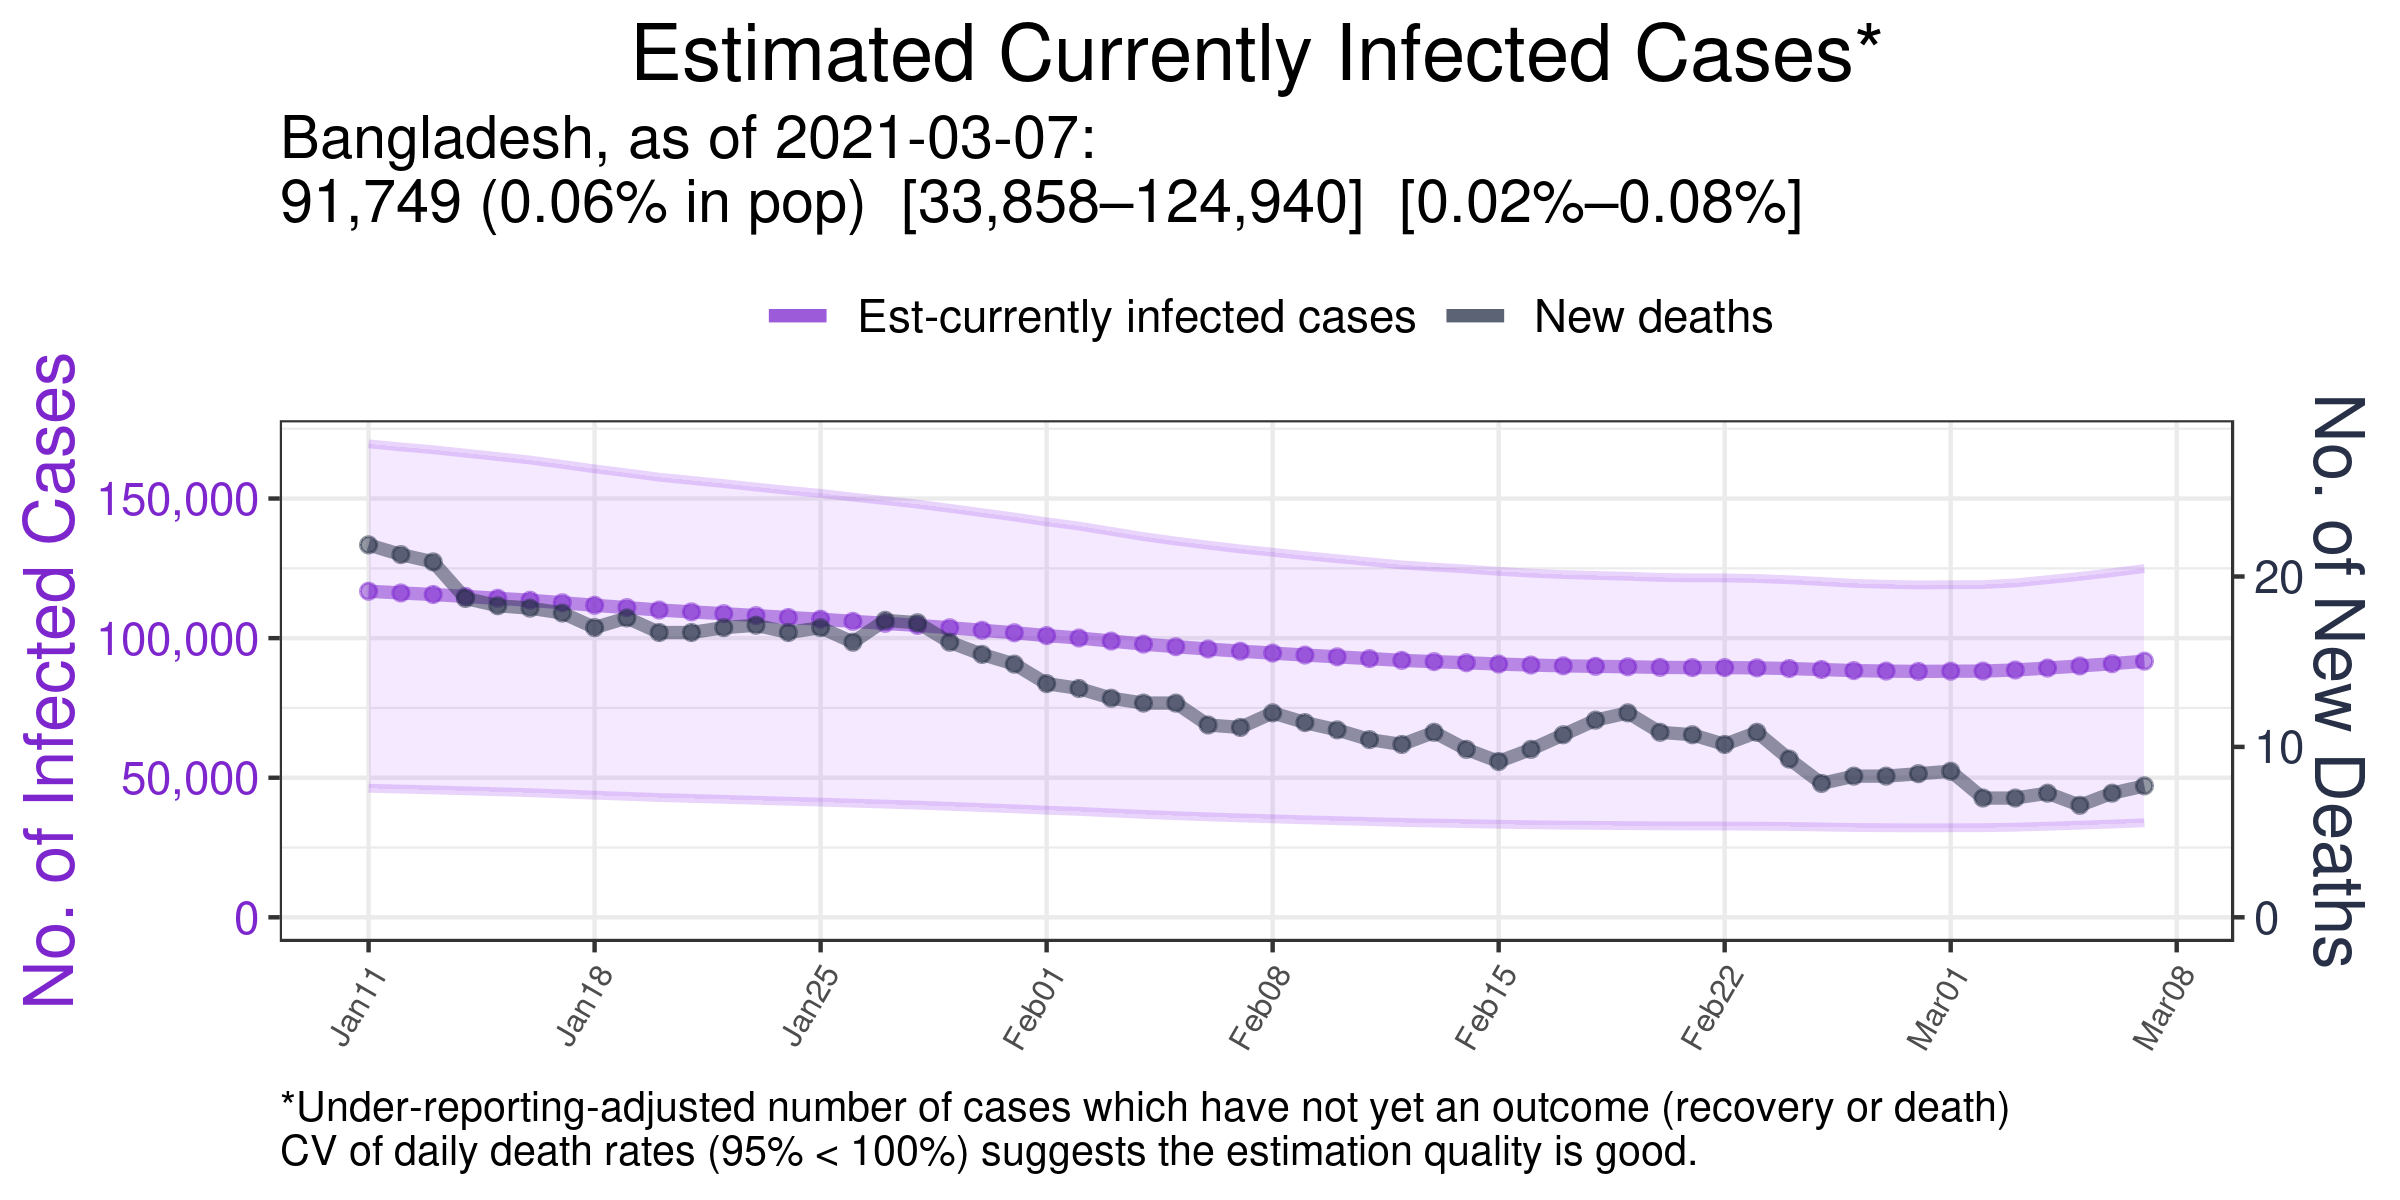 Estimated Currently Infected Cases*
Bangladesh, as of 2021-03-07:
91,749 (0.06% in pop)  [33,858–124,940]  [0.02%–0.08%]
Est-currently infected cases
New deaths
No. of Infected Cases
150,000
100,000
50,000
0
20
10
0
No. of New Deaths
Jan11
Jan18
Jan25
Feb01
Feb08
Feb15
Feb22
Mar01
Mar08
*Under-reporting-adjusted number of cases which have not yet an outcome (recovery or death)
CV of daily death rates (95% < 100%) suggests the estimation quality is good.